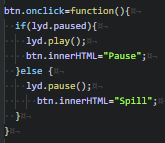 btn.onclick=function(){
if(lyd.paused){
lyd.play();
btn.innerHTML="Pause";
}else {
lyd.pause();
btn.innerHTML="Spill";
}
}